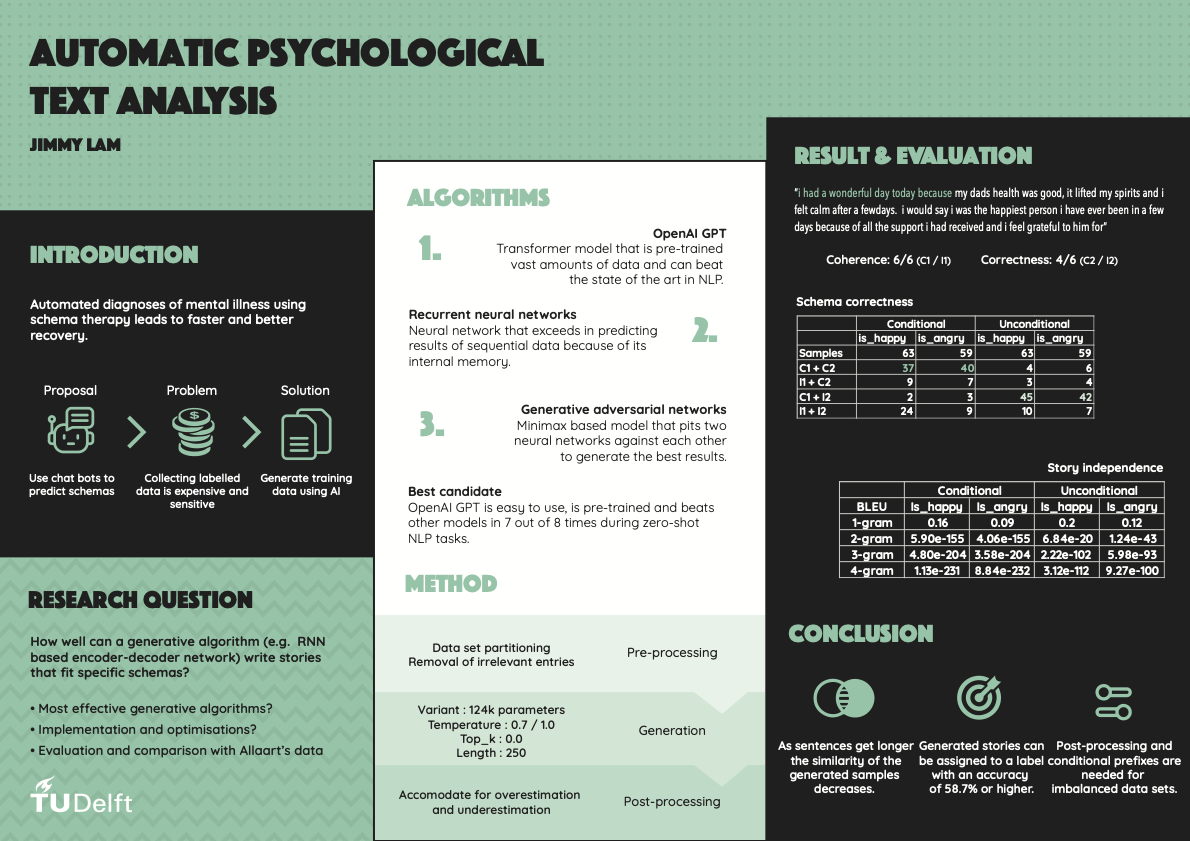 AUTOMATIC PSYCHOLOGICAL
TEXT ANALYSIS
JIMMY LAM
INTRODUCTION
Automated diagnoses of mental illness using
schema therapy leads to faster and better
recovery.
Proposal Problem Solution
$
Use chat bots to
predict schemas
Collecting labelled
data is expensive and
sensitive
Generate training
data using AI
RESEARCH QUESTION
How well can a generative algorithm (e.g. RNN
based encoder-decoder network) write stories
that fit specific schemas?
• Most effective generative algorithms?
• Implementation and optimisations?
• Evaluation and comparison with Allaart's data
TUDelft
ALGORITHMS
1.
OpenAI GPT
Transformer model that is pre-trained
vast amounts of data and can beat
the state of the art in NLP.
Recurrent neural networks
Neural network that exceeds in predicting
results of sequential data because of its
internal memory.
2.
3.
Generative adversarial networks
Minimax based model that pits two
neural networks against each other
to generate the best results.
Best candidate
OpenAI GPT is easy to use, is pre-trained and beats
other models in 7 out of 8 times during zero-shot
NLP tasks.
METHOD
Data set partitioning
Removal of irrelevant entries
Pre-processing
Variant : 124k parameters
Temperature : 0.7 / 1.0
Top_k : 0.0
Length : 250
Generation
Accomodate for overestimation
and underestimation
Post-processing
RESULT & EVALUATION
"i had a wonderful day today because my dads health was good, it lifted my spirits and i
felt calm after a fewdays. i would say i was the happiest person i have ever been in a few
days because of all the support i had received and i feel grateful to him for"
Coherence: 6/6 (C1 / I1) Correctness: 4/6 (C2 / I2)
Schema correctness
Conditional Unconditional
is_happy is_angry is_happy is_angry
Samples 63 59 63 59
C1 + C2 37 40 4 6
I1 + C2 9 7 3 4
C1 + I2 2 3 45 42
I1 + I2 24 9 10 7
Story independence
Conditional Unconditional
BLEU Is_happy Is_angry Is_happy Is_angry
1-gram 0.16 0.09 0.2 0.12
2-gram 5.90e-155 4.06e-155 6.84e-20 1.24e-43
3-gram 4.80e-204 3.58e-204 2.22e-102 5.98e-93
4-gram 1.13e-231 8.84e-232 3.12e-112 9.27e-100
CONCLUSION
As sentences get longer
the similarity of the
generated samples
decreases.
Generated stories can
be assigned to a label
with an accuracy
of 58.7% or higher.
Post-processing and
conditional prefixes are
needed for
imbalanced data sets.